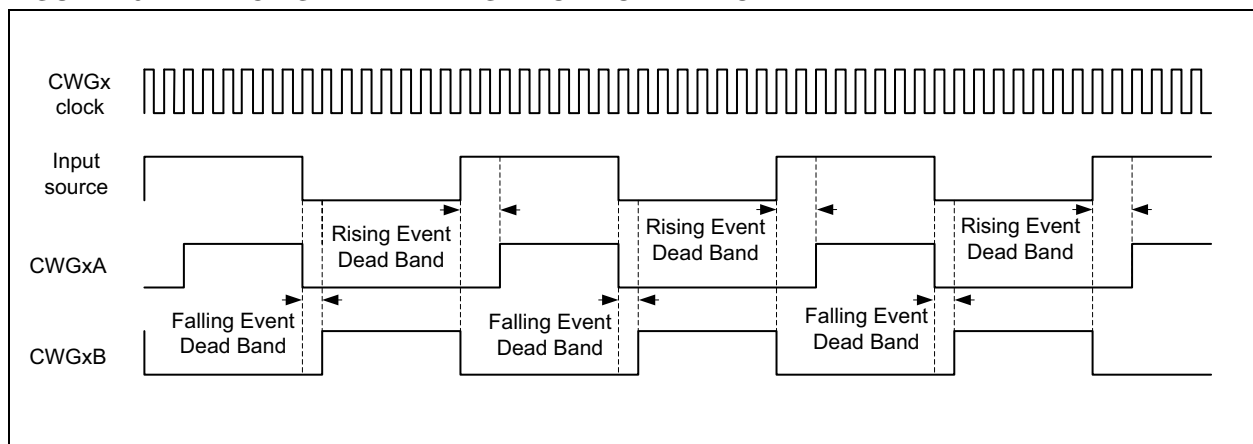 CWGx
clock
Input
source
Rising Event
Dead Band
Rising Event
Dead Band
Rising Event
Dead Band
CWGxA
Falling Event
Dead Band
Falling Event
Dead Band
Falling Event
Dead Band
CWGxB